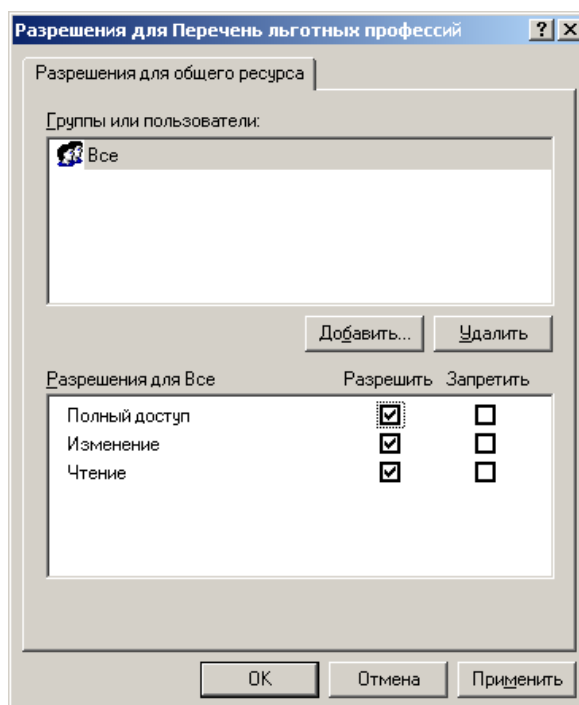 Разрешения для Перечень льготных профессий
Разрешения для общего ресурса
Группы или пользователи:
Все
Добавить... Удалить
Разрешения для Все Разрешить Запретить
Полный доступ
Изменение
Чтение
OK Отмена Применить